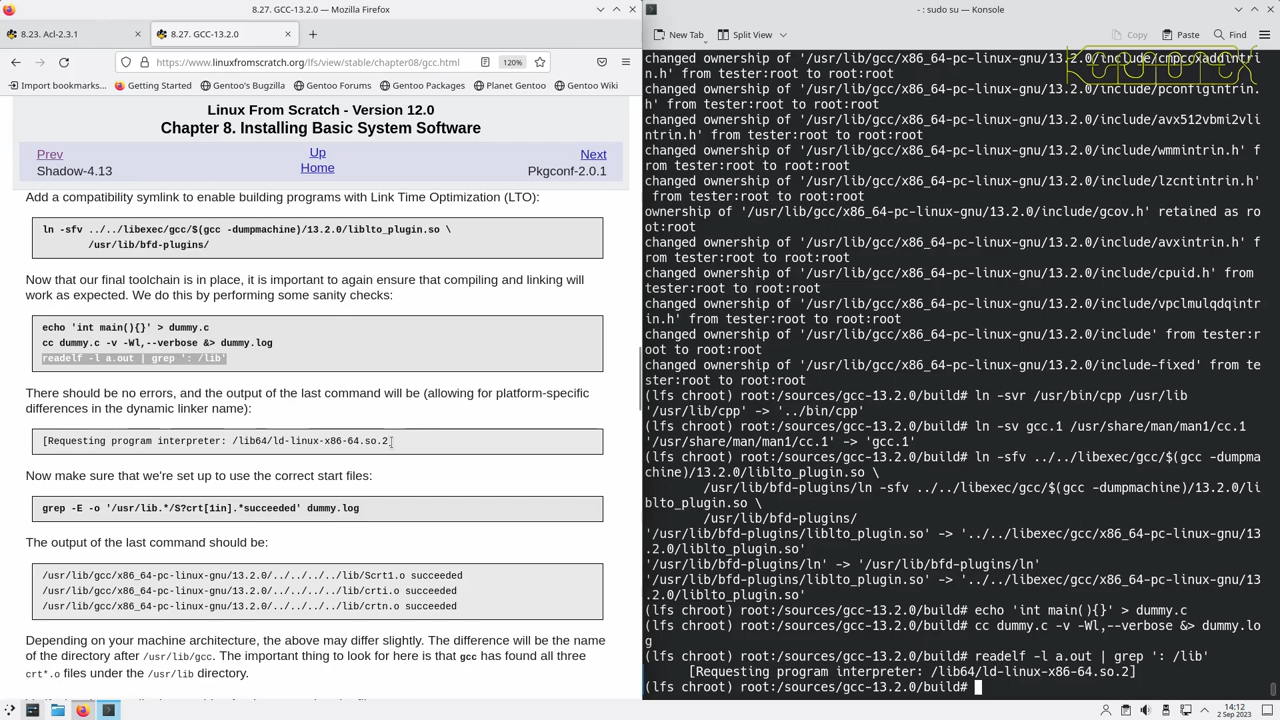 8.27. GCC-13.2.0 — Mozilla Firefox
8.23. Acl-2.3.1
8.27. GCC-13.2.0
https://www.linuxfromscratch.org/lfs/view/stable/chapter08/gcc.html
120%
Import bookmarks...
Getting Started
Gentoo's Bugzilla
Gentoo Forums
Gentoo Packages
Planet Gentoo
Gentoo Wiki
Linux From Scratch - Version 12.0
Chapter 8. Installing Basic System Software
Prev
Up
Next
Shadow-4.13
Home
Pkgconf-2.0.1
Add a compatibility symlink to enable building programs with Link Time Optimization (LTO):
ln -sfv ../../libexec/gcc/$(gcc -dumpmachine)/13.2.0/liblto_plugin.so \
/usr/lib/bfd-plugins/
Now that our final toolchain is in place, it is important to again ensure that compiling and linking will
work as expected. We do this by performing some sanity checks:
echo 'int main(){}' > dummy.c
cc dummy.c -v -Wl,--verbose &> dummy.log
readelf -l a.out | grep ': /lib'
There should be no errors, and the output of the last command will be (allowing for platform-specific
differences in the dynamic linker name):
[Requesting program interpreter: /lib64/ld-linux-x86-64.so.2]
Now make sure that we're set up to use the correct start files:
grep -E -o '/usr/lib.*/S?crt[1in].*succeeded' dummy.log
The output of the last command should be:
/usr/lib/gcc/x86_64-pc-linux-gnu/13.2.0/../../../../lib/Scrt1.o succeeded
/usr/lib/gcc/x86_64-pc-linux-gnu/13.2.0/../../../../lib/crti.o succeeded
/usr/lib/gcc/x86_64-pc-linux-gnu/13.2.0/../../../../lib/crtn.o succeeded
Depending on your machine architecture, the above may differ slightly. The difference will be the name
of the directory after /usr/lib/gcc. The important thing to look for here is that gcc has found all three
crt*.o files under the /usr/lib directory.
- : sudo su — Konsole
New Tab
Split View
Copy
Paste
Find
changed ownership of '/usr/lib/gcc/x86_64-pc-linux-gnu/13.2.0/include/cmpccxaddintri
n.h' from tester:root to root:root
changed ownership of '/usr/lib/gcc/x86_64-pc-linux-gnu/13.2.0/include/pconfigintrin.
h' from tester:root to root:root
changed ownership of '/usr/lib/gcc/x86_64-pc-linux-gnu/13.2.0/include/avx512vbmi2vli
ntrin.h' from tester:root to root:root
changed ownership of '/usr/lib/gcc/x86_64-pc-linux-gnu/13.2.0/include/wmmintrin.h' f
rom tester:root to root:root
changed ownership of '/usr/lib/gcc/x86_64-pc-linux-gnu/13.2.0/include/lzcntintrin.h'
from tester:root to root:root
ownership of '/usr/lib/gcc/x86_64-pc-linux-gnu/13.2.0/include/gcov.h' retained as ro
ot:root
changed ownership of '/usr/lib/gcc/x86_64-pc-linux-gnu/13.2.0/include/avxintrin.h' f
rom tester:root to root:root
changed ownership of '/usr/lib/gcc/x86_64-pc-linux-gnu/13.2.0/include/cpuid.h' from
tester:root to root:root
changed ownership of '/usr/lib/gcc/x86_64-pc-linux-gnu/13.2.0/include/vpclmulqdqintr
in.h' from tester:root to root:root
changed ownership of '/usr/lib/gcc/x86_64-pc-linux-gnu/13.2.0/include' from tester:r
oot to root:root
changed ownership of '/usr/lib/gcc/x86_64-pc-linux-gnu/13.2.0/include-fixed' from te
ster:root to root:root
(lfs chroot) root:/sources/gcc-13.2.0/build# ln -svr /usr/bin/cpp /usr/lib
'/usr/lib/cpp' -> '../bin/cpp'
(lfs chroot) root:/sources/gcc-13.2.0/build# ln -sv gcc.1 /usr/share/man/man1/cc.1
'/usr/share/man/man1/cc.1' -> 'gcc.1'
(lfs chroot) root:/sources/gcc-13.2.0/build# ln -sfv ../../libexec/gcc/$(gcc -dumpma
chine)/13.2.0/liblto_plugin.so \
/usr/lib/bfd-plugins/ln -sfv ../../libexec/gcc/$(gcc -dumpmachine)/13.2.0/li
blto_plugin.so \
/usr/lib/bfd-plugins/
'/usr/lib/bfd-plugins/liblto_plugin.so' -> '../../libexec/gcc/x86_64-pc-linux-gnu/13
.2.0/liblto_plugin.so'
'/usr/lib/bfd-plugins/ln' -> '/usr/lib/bfd-plugins/ln'
'/usr/lib/bfd-plugins/liblto_plugin.so' -> '../../libexec/gcc/x86_64-pc-linux-gnu/13
.2.0/liblto_plugin.so'
(lfs chroot) root:/sources/gcc-13.2.0/build# echo 'int main(){}' > dummy.c
(lfs chroot) root:/sources/gcc-13.2.0/build# cc dummy.c -v -Wl,--verbose &> dummy.lo
g
(lfs chroot) root:/sources/gcc-13.2.0/build# readelf -l a.out | grep ': /lib'
[Requesting program interpreter: /lib64/ld-linux-x86-64.so.2]
(lfs chroot) root:/sources/gcc-13.2.0/build#
14:12
2 Sep 2023